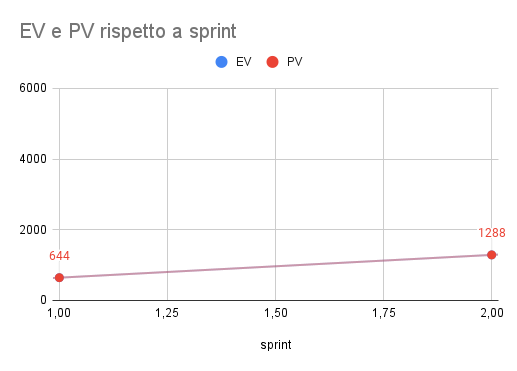 EV e PV rispetto a sprint
EV PV
6000
4000
2000
0
644
1288
1,00 1,25 1,50 1,75 2,00
sprint